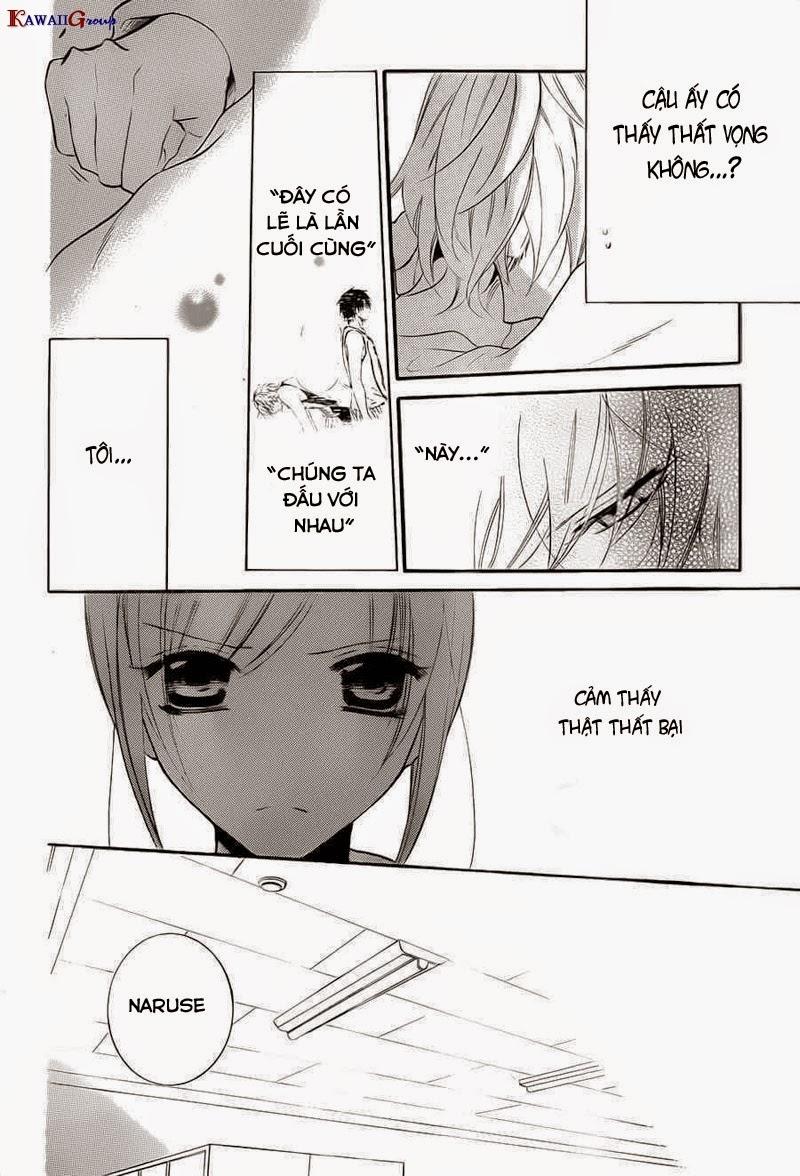 KAWAIIGroup
CẬU ẤY CÓ
THẤY THẤT VỌNG
KHÔNG...?
"NÀY..."
"ĐÂY CÓ
LẼ LÀ LẦN
CUỐI CÙNG"
"CHÚNG TA
ĐẤU VỚI
NHAU"
TÔI...
CẢM THẤY
THẬT THẤT BẠI
NARUSE